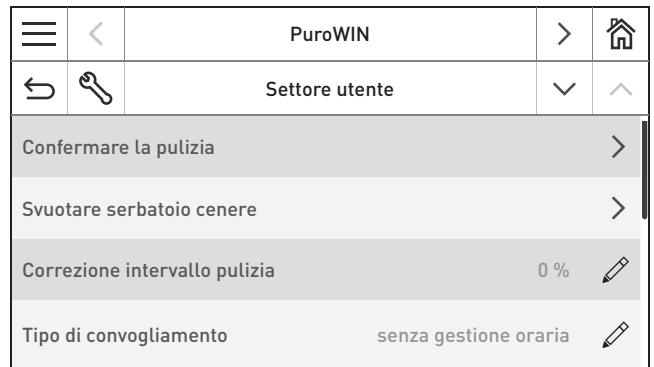 PuroWIN
Settore utente
Confermare la pulizia
Svuotare serbatoio cenere
Correzione intervallo pulizia 0 %
Tipo di convogliamento senza gestione oraria